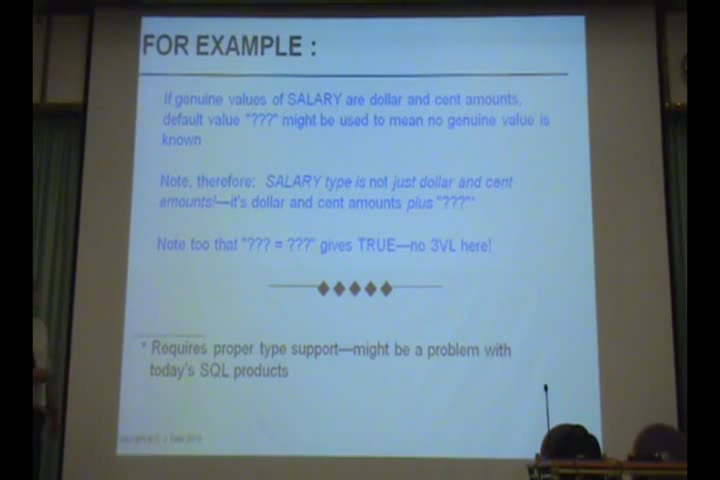 FOR EXAMPLE :
If genuine values of SALARY are dollar and cent amounts,
default value "???" might be used to mean no genuine value is
known
Note, therefore: SALARY type is not just dollar and cent
amounts!—it's dollar and cent amounts plus "???"*
Note too that "??? = ???" gives TRUE—no 3VL here!
* Requires proper type support—might be a problem with
today's SQL products